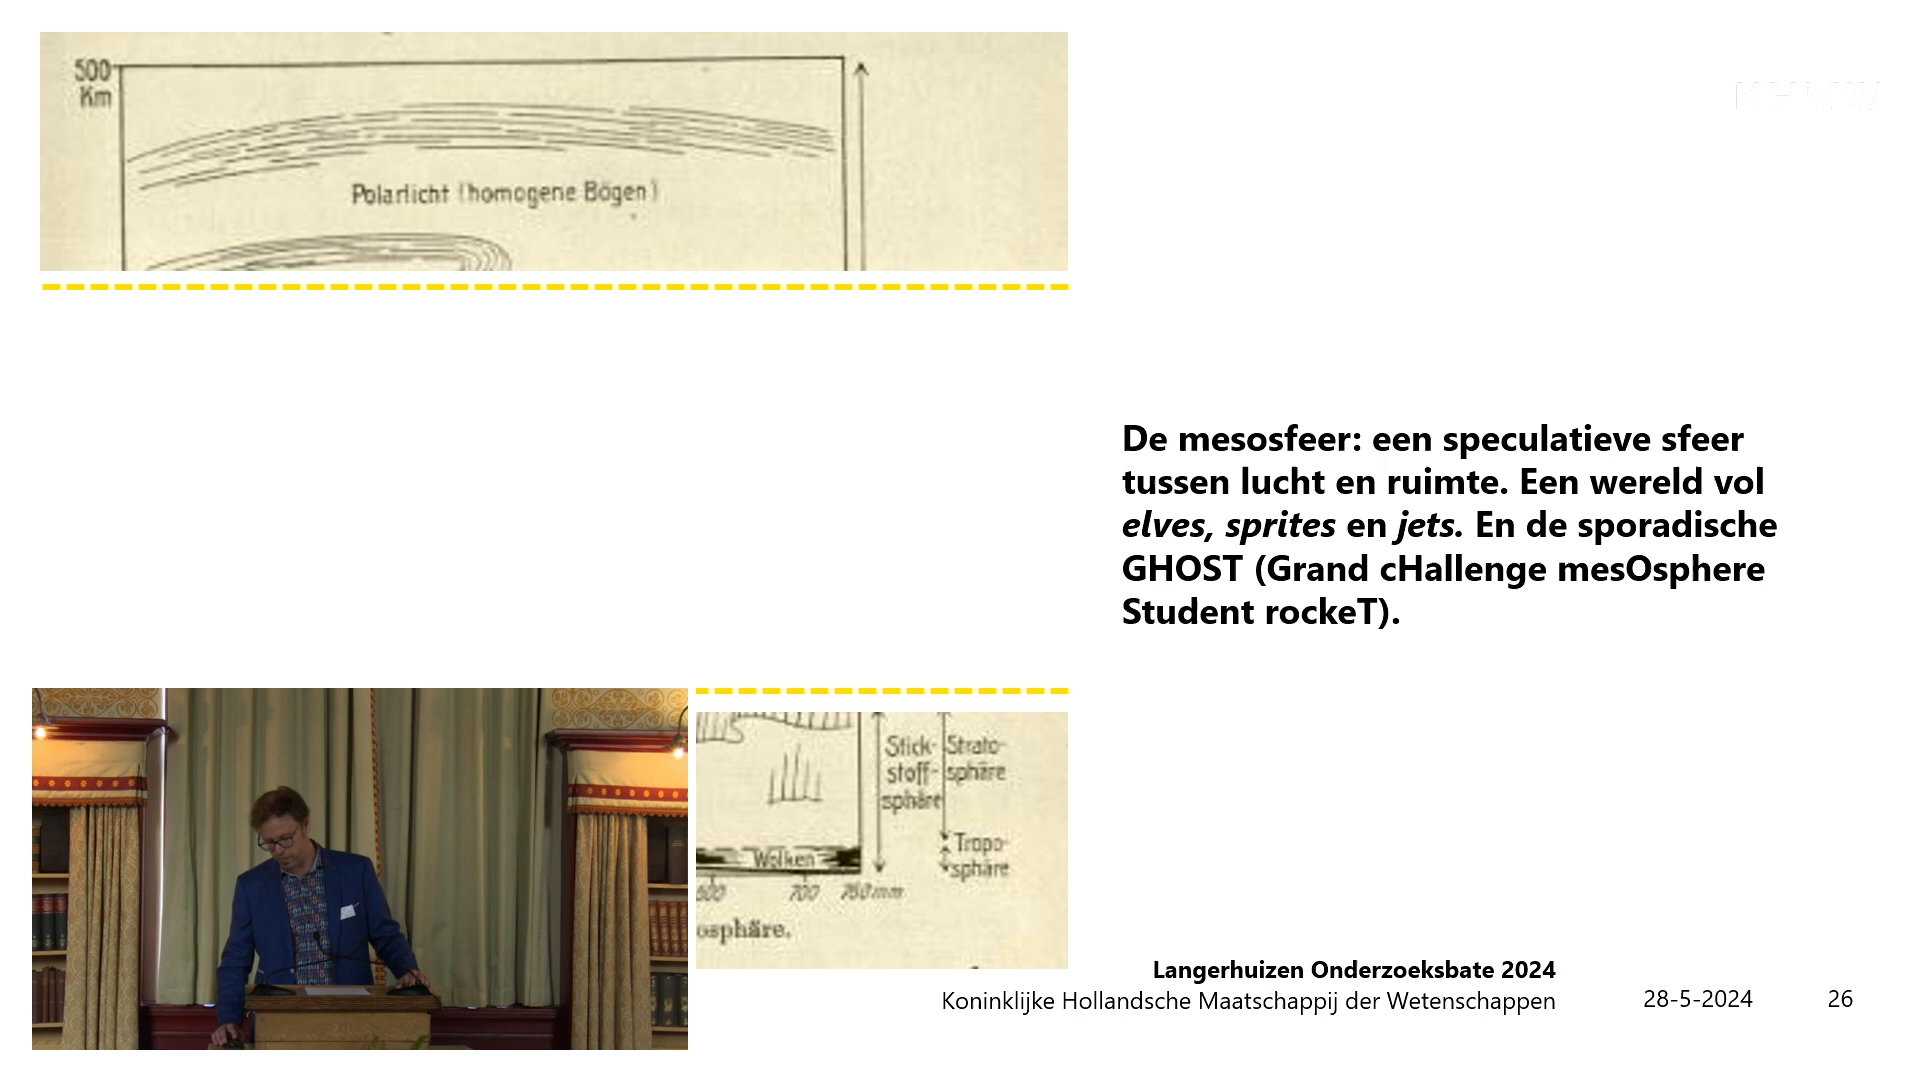 500
Km
Polarlicht (homogene Bögen)
De mesosfeer: een speculatieve sfeer
tussen lucht en ruimte. Een wereld vol
elves, sprites en jets. En de sporadische
GHOST (Grand cHallenge mesOsphere
Student rockeT).
Stick-
stoff-
sphäre
Strato-
sphäre
Wolken
Tropo-
sphäre
700
760 mm
osphäre.
Langerhuizen Onderzoeksbate 2024
Koninklijke Hollandsche Maatschappij der Wetenschappen
28-5-2024
26